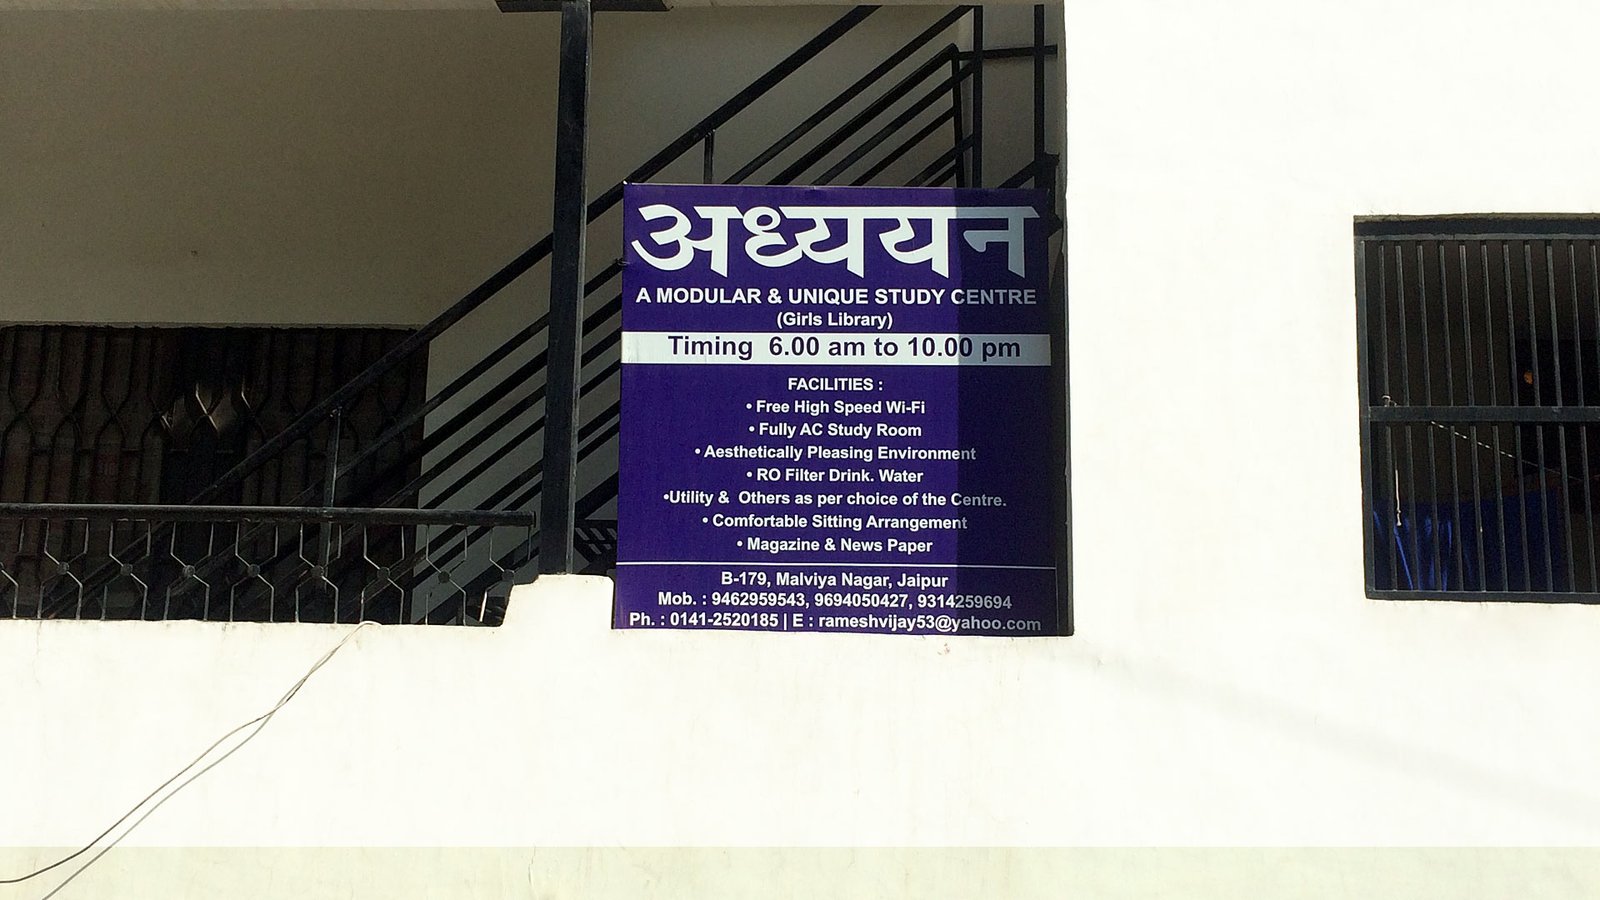 अध्ययन
A MODULAR & UNIQUE STUDY CENTRE
(Girls Library)
Timing 6.00 am to 10.00 pm
FACILITIES :
• Free High Speed Wi-Fi
• Fully AC Study Room
• Aesthetically Pleasing Environment
• RO Filter Drink. Water
•Utility & Others as per choice of the Centre.
• Comfortable Sitting Arrangement
• Magazine & News Paper
B-179, Malviya Nagar, Jaipur
Mob. : 9462959543, 9694050427, 9314259694
Ph. : 0141-2520185 | E : rameshvijay53@yahoo.com